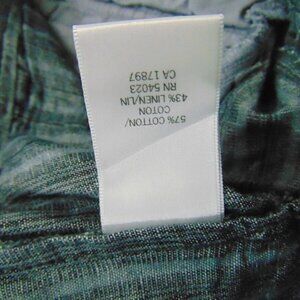 57% COTTON/
COTON
43% LINEN/LIN
RN 54023
CA 17897